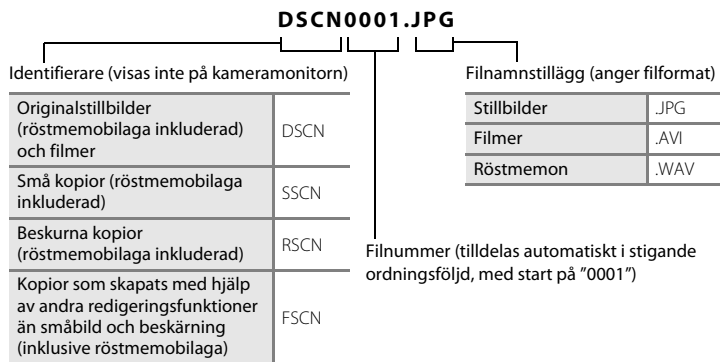 DSCN0001.JPG
Identifierare (visas inte på kameramonitorn)
Originalstillbilder
(röstmemobilaga inkluderad)
och filmer
DSCN
Små kopior (röstmemobilaga
inkluderad)
SSCN
Beskurna kopior
(röstmemobilaga inkluderad)
RSCN
Kopior som skapats med hjälp
av andra redigeringsfunktioner
än småbild och beskärning
(inklusive röstmemobilaga)
FSCN
Filnamnstillägg (anger filformat)
Stillbilder .JPG
Filmer .AVI
Röstmemon .WAV
Filnummer (tilldelas automatiskt i stigande
ordningsföljd, med start på ”0001”)